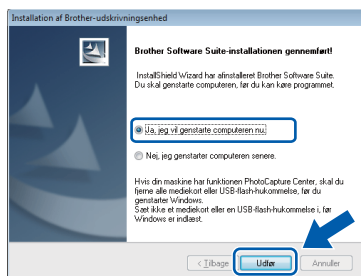 Installation af Brother-udskrivningsenhed
Brother Software Suite-installationen gennemført!
InstallShield Wizard har afinstalleret Brother Software Suite.
Du skal genstarte computeren, før du kan køre programmet.
Ja, jeg vil genstarte computeren nu.
Nej, jeg genstarter computeren senere.
Hvis din maskine har funktionen PhotoCapture Center, skal du
fjerne alle mediekort eller USB-flash-hukommelse, før du
genstarter Windows.
Sæt ikke et mediekort eller en USB-flash-hukommelse i, før
Windows er indlæst.
< Tilbage
Udfør
Annuller